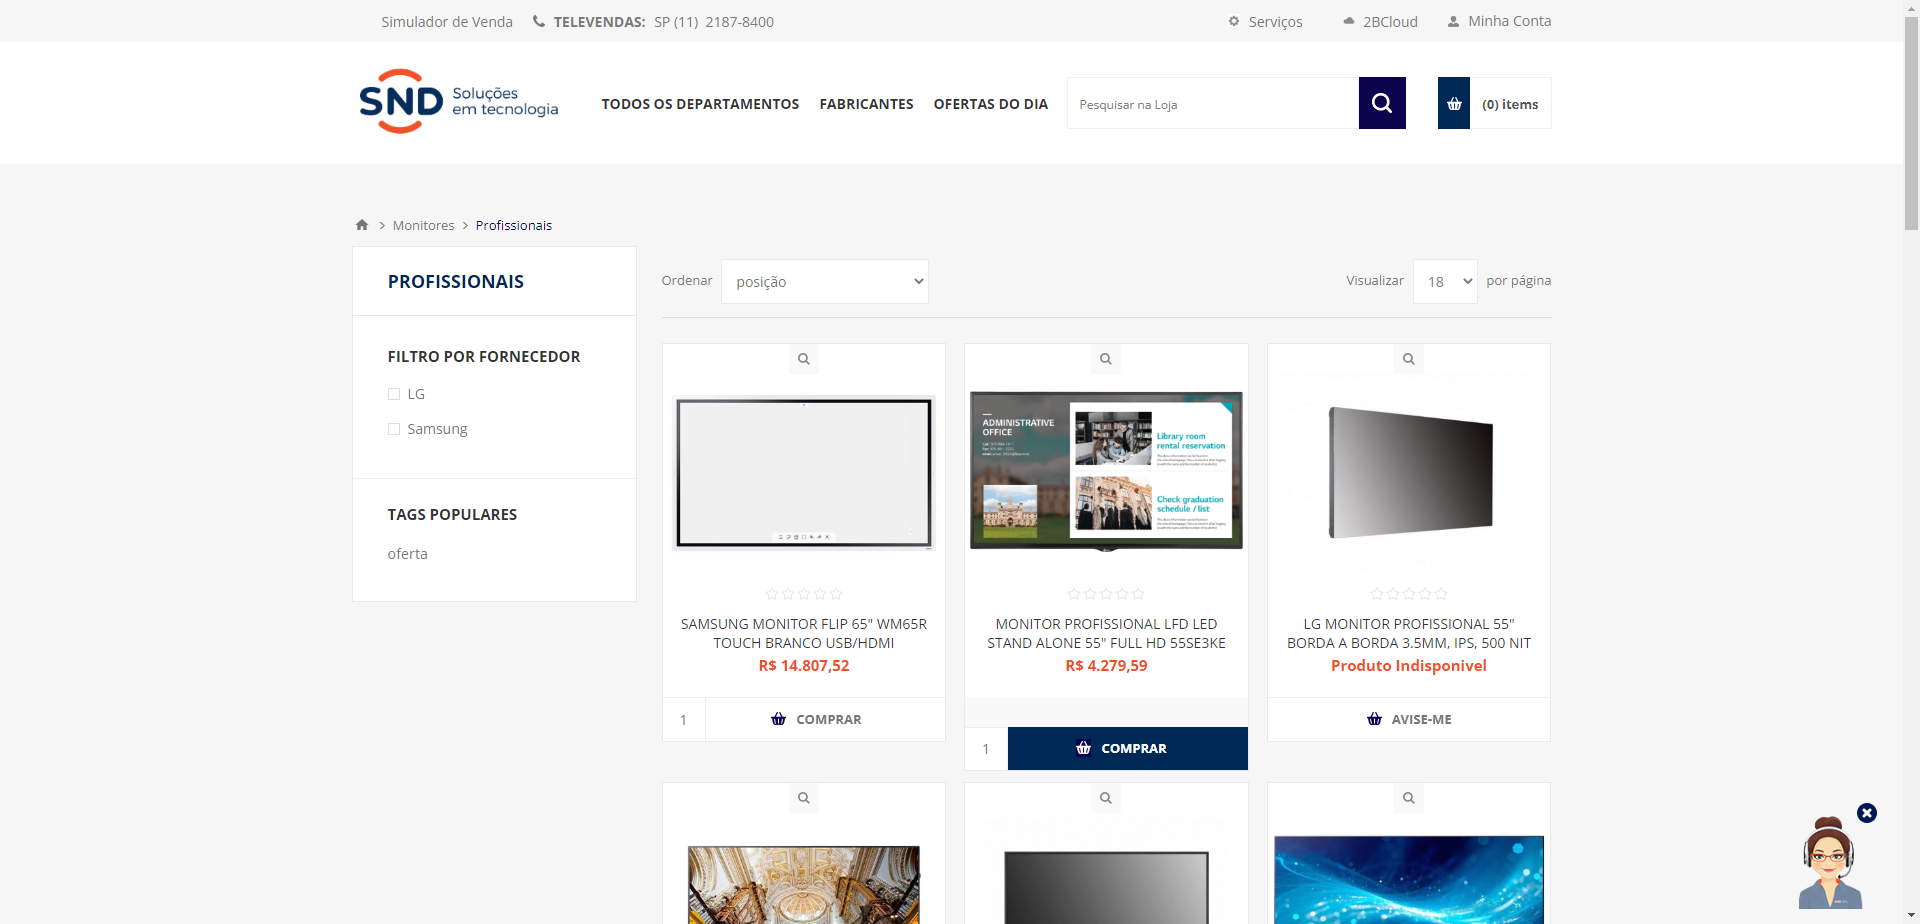 Simulador de Venda TELEVENDAS: SP (11) 2187-8400 Serviços 2BCloud Minha Conta
SND Soluções em tecnologia
TODOS OS DEPARTAMENTOS FABRICANTES OFERTAS DO DIA Pesquisar na Loja (0) items
> Monitores > Profissionais
PROFISSIONAIS
FILTRO POR FORNECEDOR
LG
Samsung
TAGS POPULARES
oferta
Ordenar posição Visualizar 18 por página
SAMSUNG MONITOR FLIP 65" WM65R
TOUCH BRANCO USB/HDMI
R$ 14.807,52
1 COMPRAR
ADMINISTRATIVE
OFFICE
Library room
rental reservation
Check graduation
schedule / list
MONITOR PROFISSIONAL LFD LED
STAND ALONE 55" FULL HD 55SE3KE
R$ 4.279,59
1 COMPRAR
LG MONITOR PROFISSIONAL 55"
BORDA A BORDA 3.5MM, IPS, 500 NIT
Produto Indisponivel
AVISE-ME